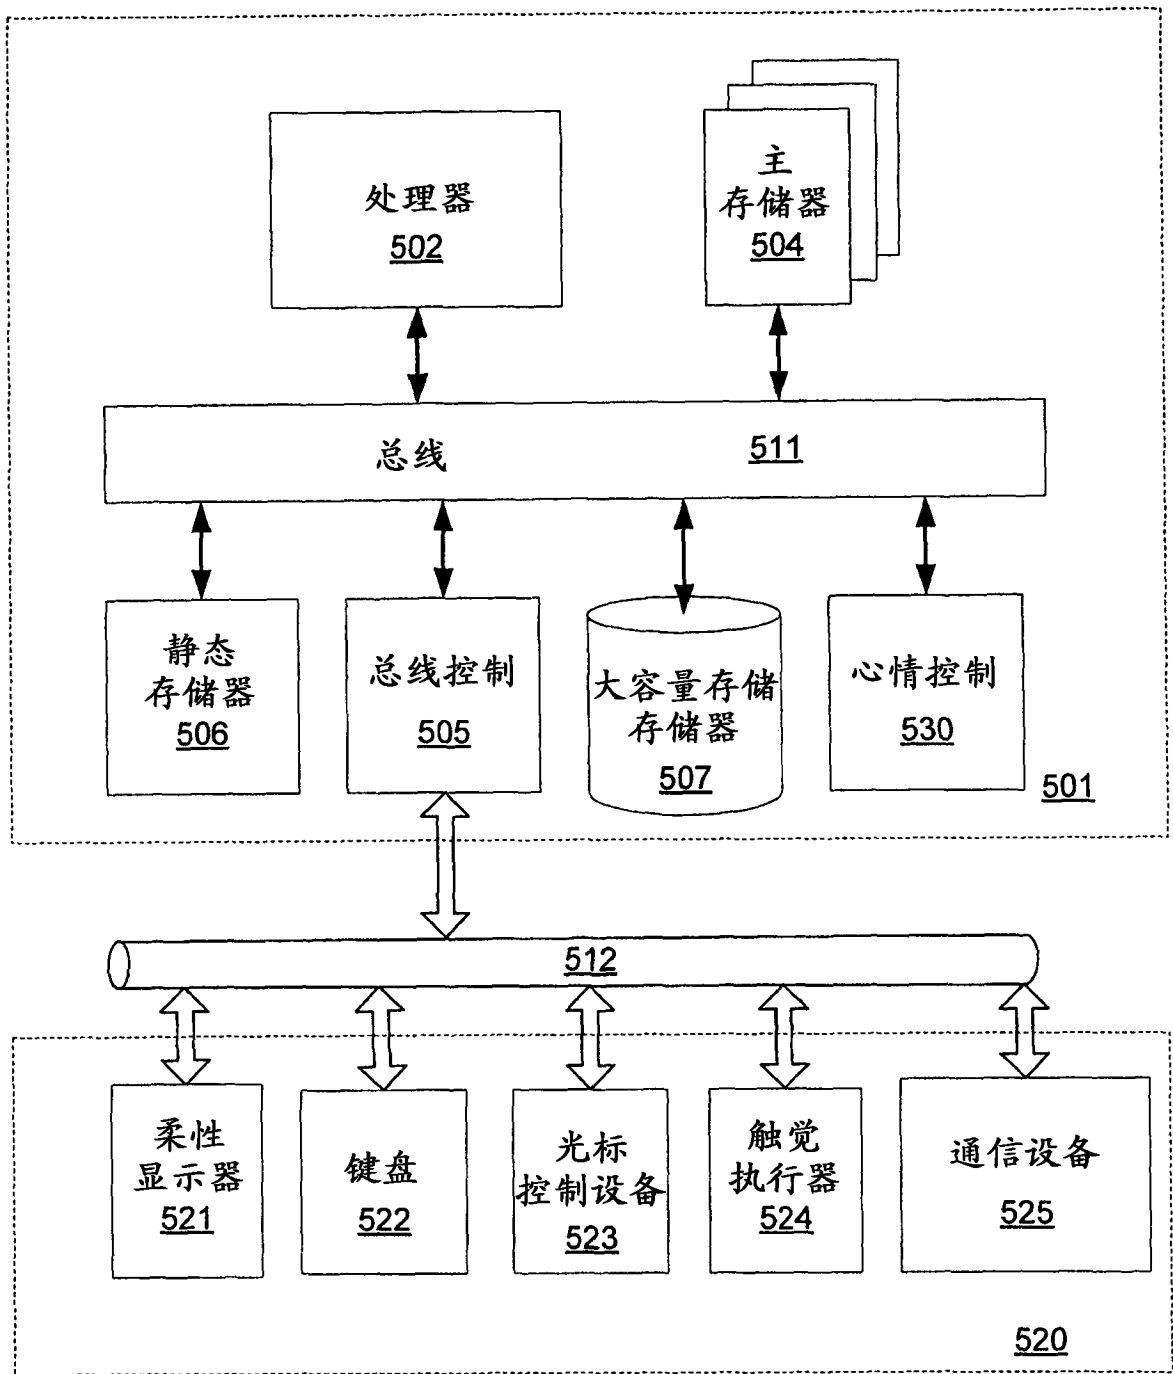 处理器
502
主
存储器
504
总线
511
静态
存储器
506
总线控制
505
大容量存储
存储器
507
心情控制
530
501
512
柔性
显示器
521
键盘
522
光标
控制设备
523
触觉
执行器
524
通信设备
525
520